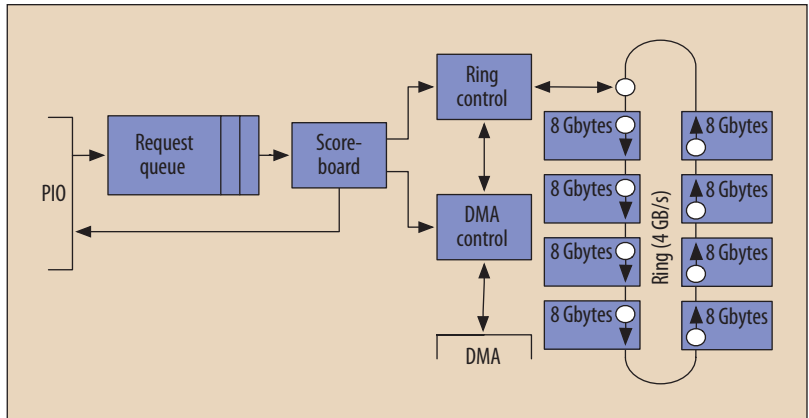 PIO
Request
queue
Score-
board
Ring
control
DMA
control
DMA
8 Gbytes
8 Gbytes
8 Gbytes
8 Gbytes
Ring (4 GB/s)
8 Gbytes
8 Gbytes
8 Gbytes
8 Gbytes